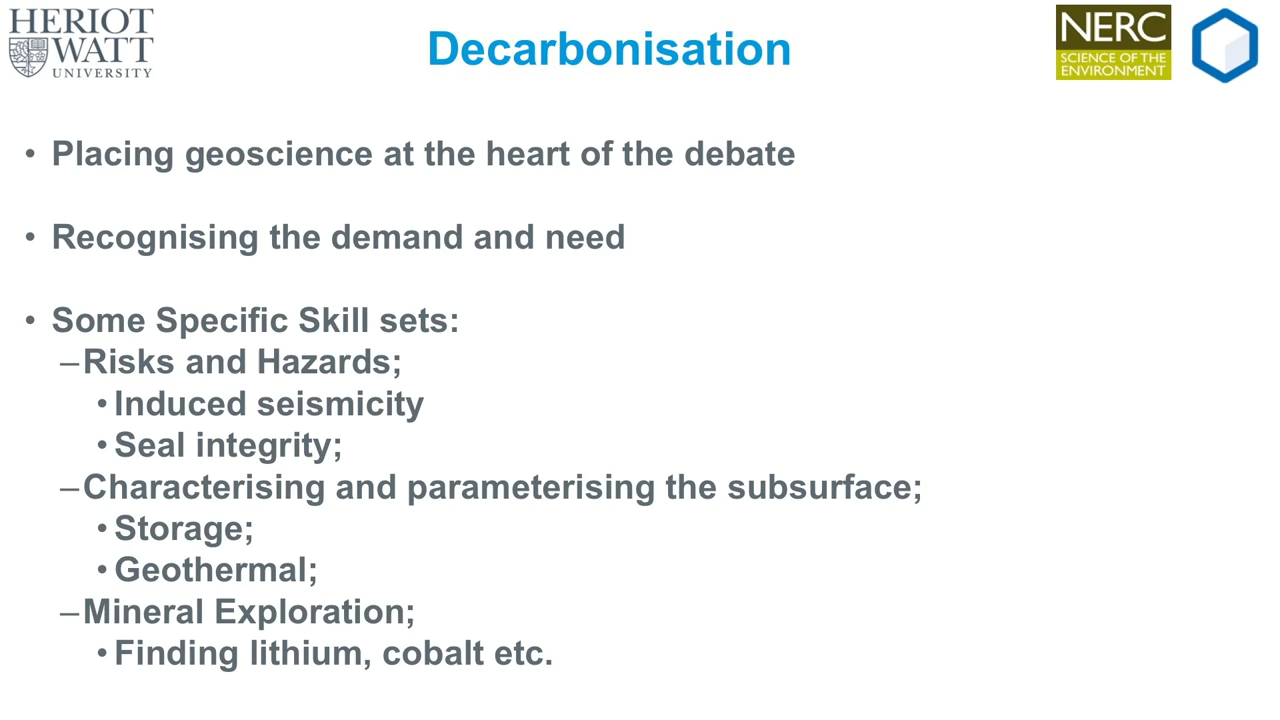 HERIOT
WATT
UNIVERSITY
Decarbonisation
NERC
SCIENCE OF THE
ENVIRONMENT
• Placing geoscience at the heart of the debate
• Recognising the demand and need
• Some Specific Skill sets:
–Risks and Hazards;
• Induced seismicity
• Seal integrity;
–Characterising and parameterising the subsurface;
• Storage;
• Geothermal;
–Mineral Exploration;
• Finding lithium, cobalt etc.